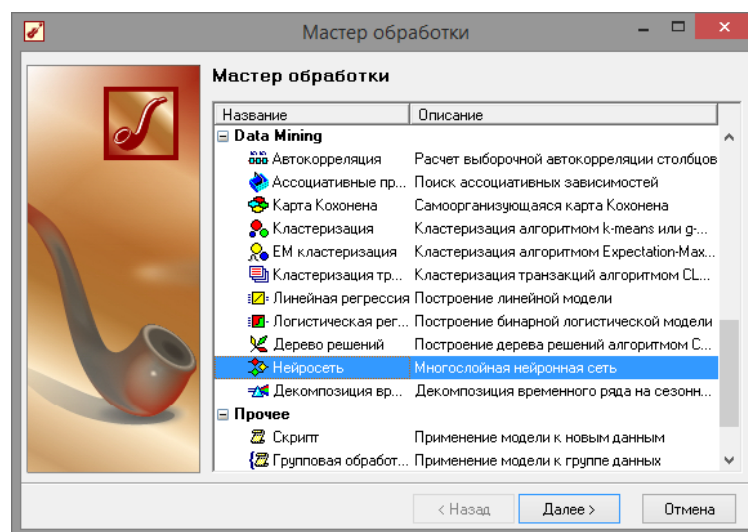 Мастер обработки
Мастер обработки
Название Описание
Data Mining
Автокорреляция Расчет выборочной автокорреляции столбцов
Ассоциативные пр... Поиск ассоциативных зависимостей
Карта Кохонена Самоорганизующаяся карта Кохонена
Кластеризация Кластеризация алгоритмом k-means или g-...
EM кластеризация Кластеризация алгоритмом Expectation-Max...
Кластеризация тр... Кластеризация транзакций алгоритмом CL...
Линейная регрессия Построение линейной модели
Логистическая рег... Построение бинарной логистической модели
Дерево решений Построение дерева решений алгоритмом C...
Нейросеть Многослойная нейронная сеть
Декомпозиция вр... Декомпозиция временного ряда на сезонн...
Прочее
Скрипт Применение модели к новым данным
Групповая обработ... Применение модели к группе данных
< Назад Далее > Отмена